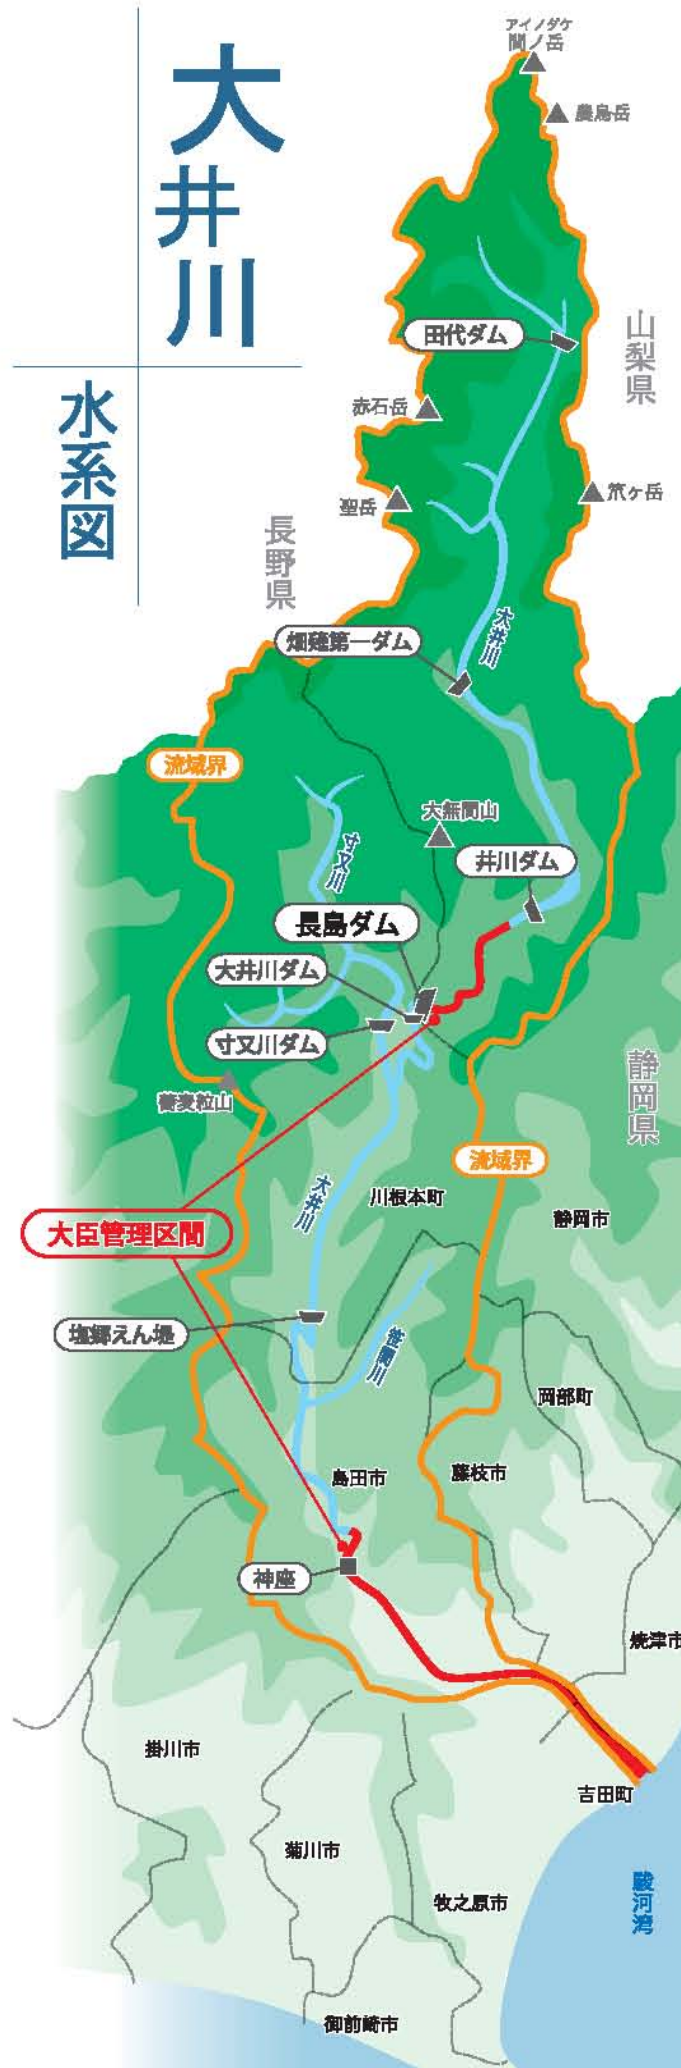 大井川
水系図
アイノダケ
間ノ岳
農鳥岳
山梨県
田代ダム
赤石岳
聖岳
笊ヶ岳
長野県
大井川
畑薙第一ダム
流域界
大無間山
寸又川
井川ダム
長島ダム
大井川ダム
寸又川ダム
静岡県
蕎麦粒山
流域界
大井川
川根本町
静岡市
大臣管理区間
塩郷えん堤
笹間川
岡部町
島田市
藤枝市
神座
焼津市
掛川市
吉田町
菊川市
駿河湾
牧之原市
御前崎市